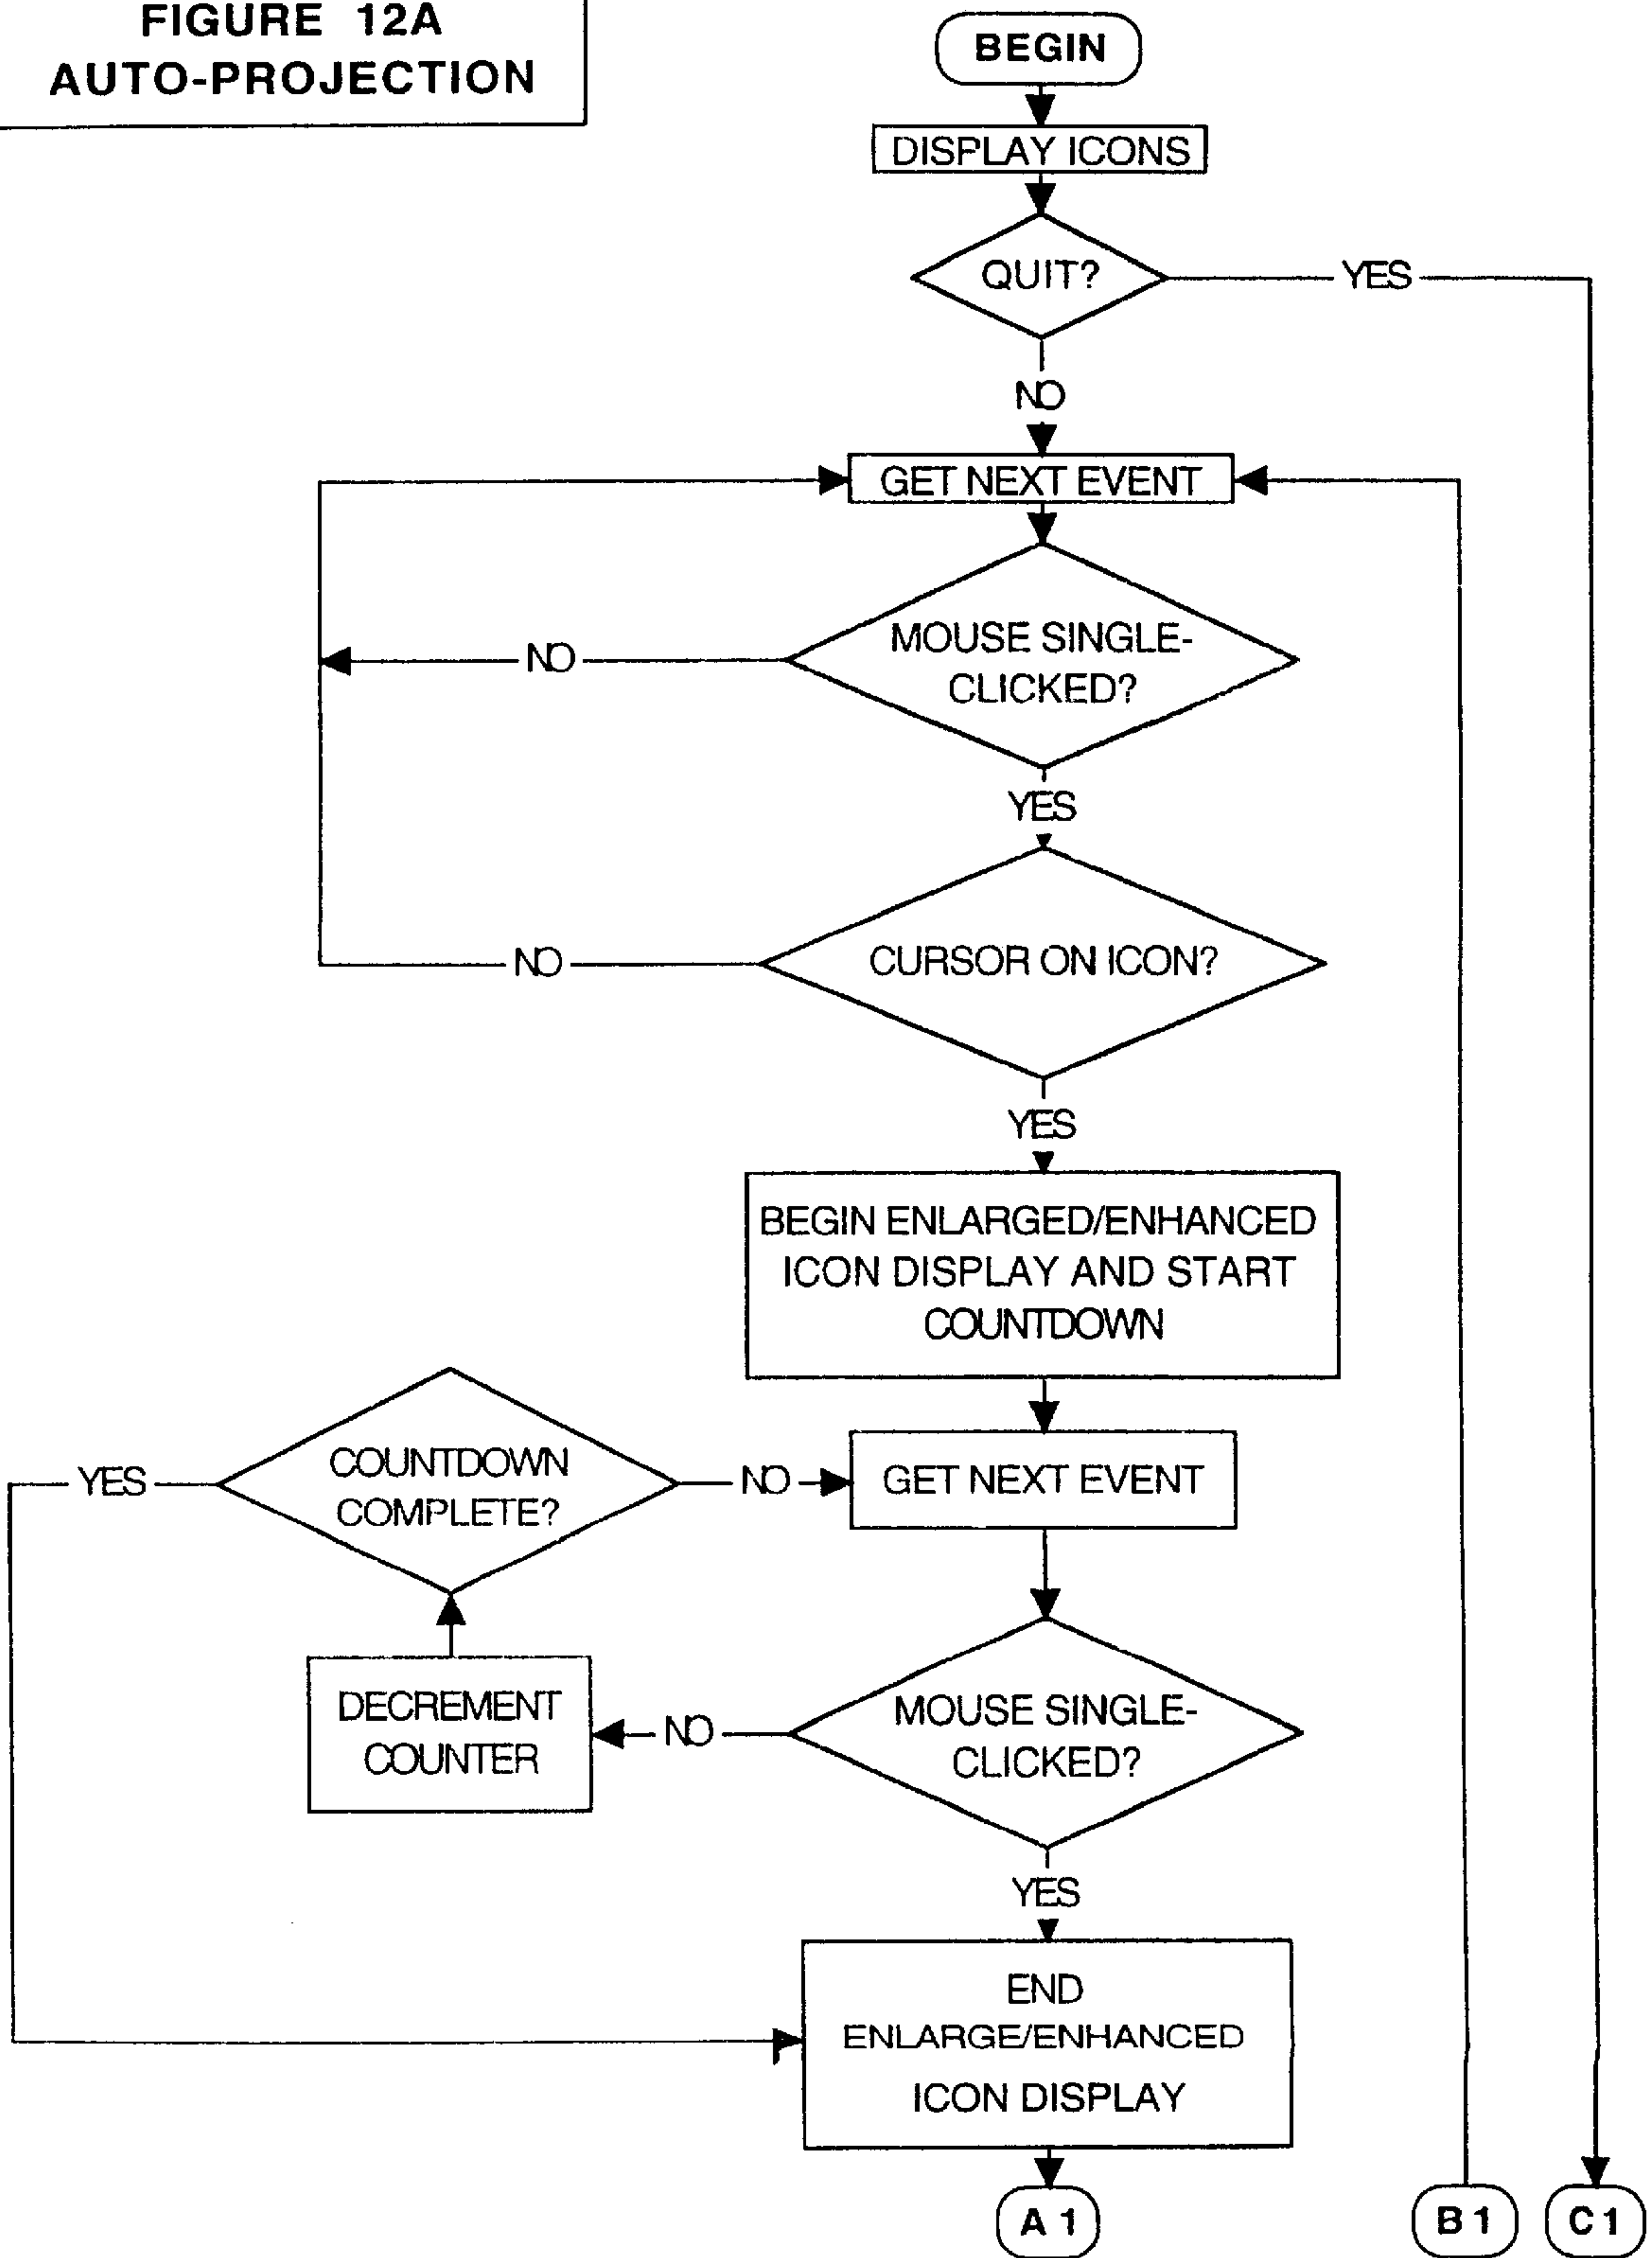 FIGURE 12A
AUTO-PROJECTION
BEGIN
DISPLAY ICONS
QUIT?
YES
NO
GET NEXT EVENT
MOUSE SINGLE-
CLICKED?
NO
YES
CURSOR ON ICON?
NO
YES
BEGIN ENLARGED/ENHANCED
ICON DISPLAY AND START
COUNTDOWN
COUNTDOWN
COMPLETE?
YES
NO
GET NEXT EVENT
DECREMENT
COUNTER
NO
MOUSE SINGLE-
CLICKED?
YES
END
ENLARGE/ENHANCED
ICON DISPLAY
A 1
B 1
C 1